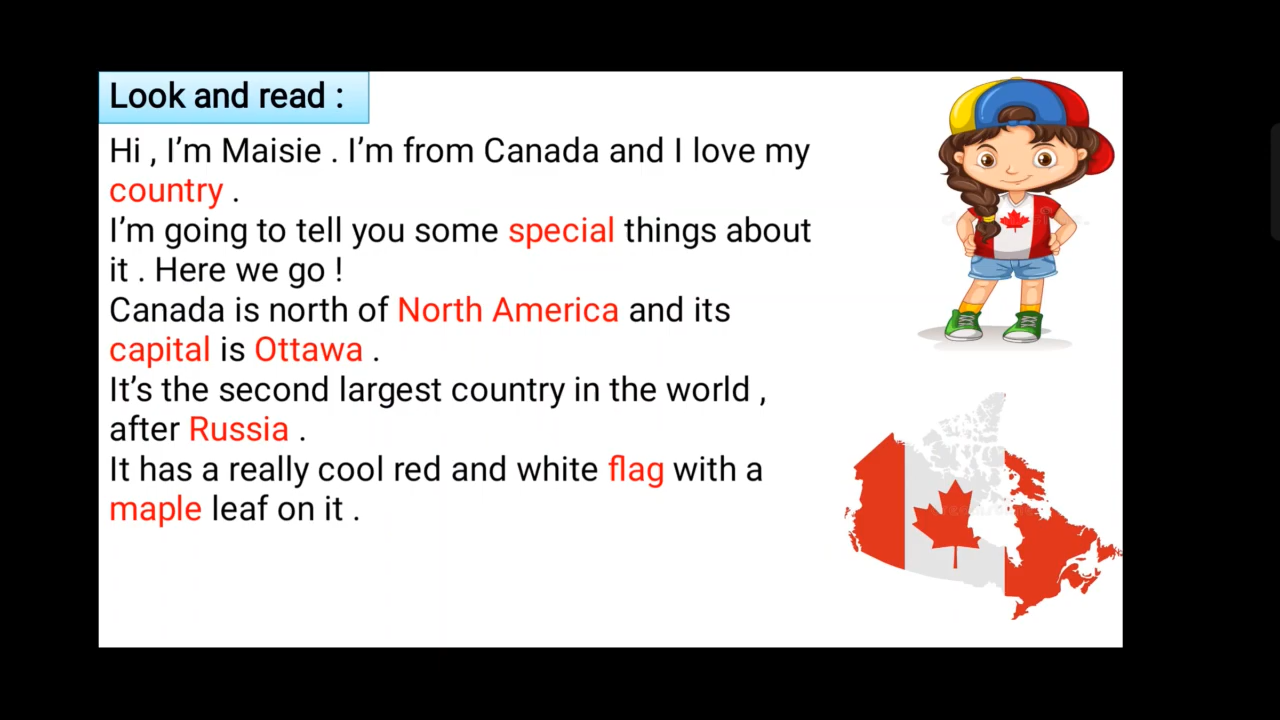 Look and read :
Hi , I’m Maisie . I’m from Canada and I love my
country .
I’m going to tell you some special things about
it . Here we go !
Canada is north of North America and its
capital is Ottawa .
It’s the second largest country in the world ,
after Russia .
It has a really cool red and white flag with a
maple leaf on it .